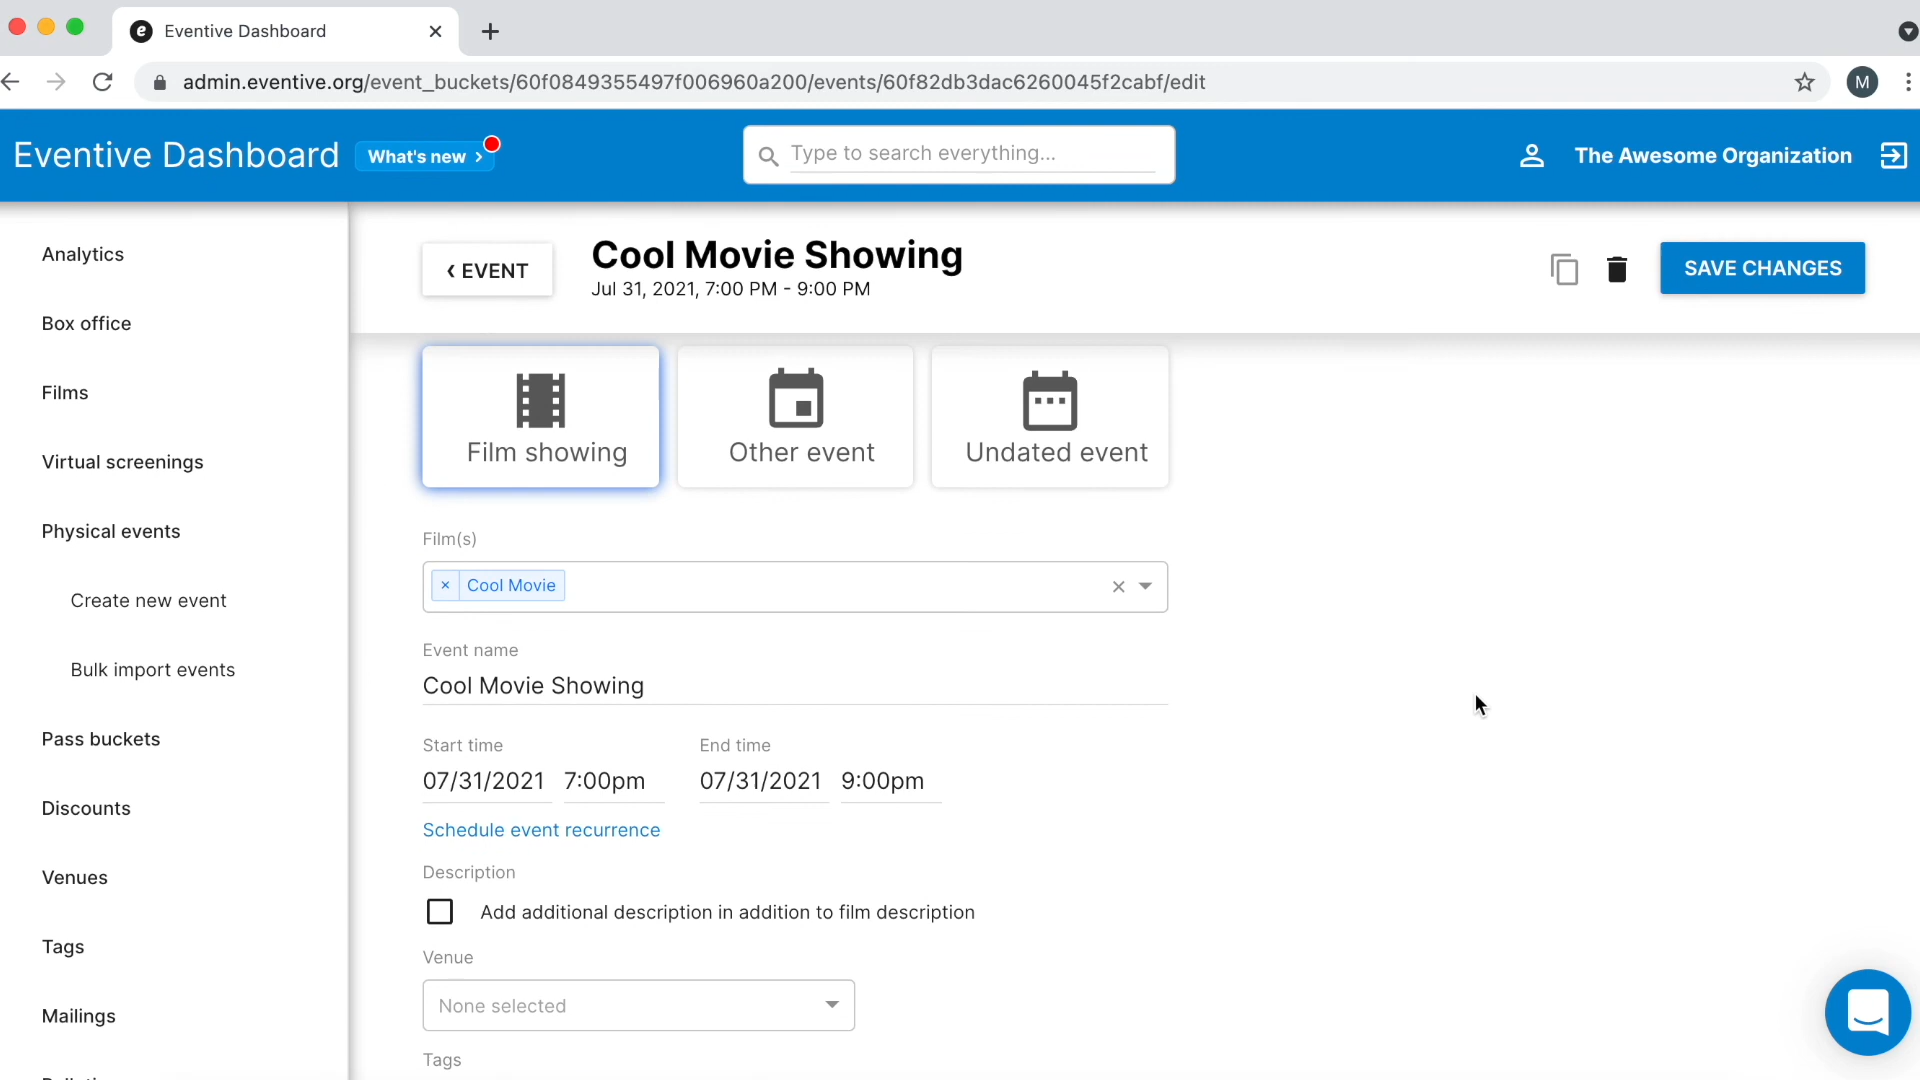 Eventive Dashboard
admin.eventive.org/event_buckets/60f0849355497f006960a200/events/60f82db3dac6260045f2cabf/edit
M
Eventive Dashboard
What's new ›
Type to search everything...
The Awesome Organization
Analytics
Box office
Films
Virtual screenings
Physical events
Create new event
Bulk import events
Pass buckets
Discounts
Venues
Tags
Mailings
‹ EVENT
Cool Movie Showing
Jul 31, 2021, 7:00 PM - 9:00 PM
SAVE CHANGES
Film showing
Other event
Undated event
Film(s)
× Cool Movie
Event name
Cool Movie Showing
Start time
End time
07/31/2021 7:00pm
07/31/2021 9:00pm
Schedule event recurrence
Description
Add additional description in addition to film description
Venue
None selected
Tags